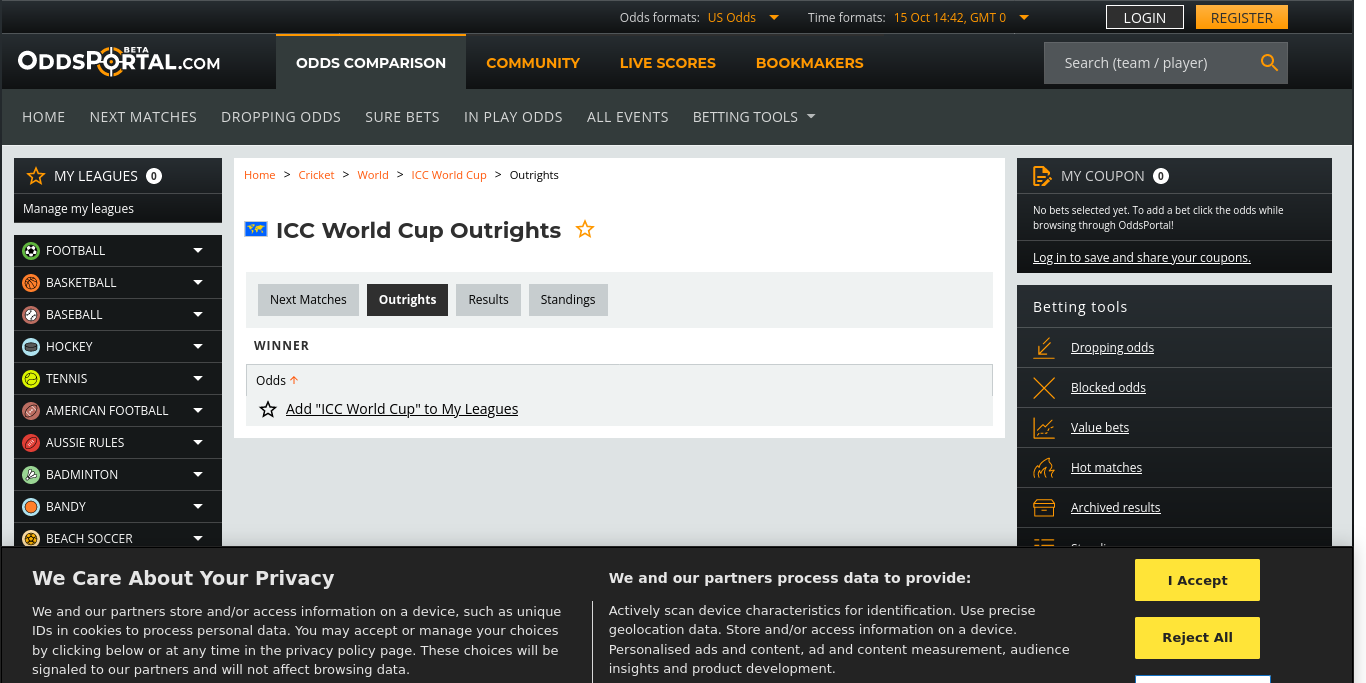 Odds formats: US Odds Time formats: 15 Oct 14:42, GMT 0 LOGIN REGISTER
ODDSPORTAL.COM BETA
ODDS COMPARISON COMMUNITY LIVE SCORES BOOKMAKERS
Search (team / player)
HOME NEXT MATCHES DROPPING ODDS SURE BETS IN PLAY ODDS ALL EVENTS BETTING TOOLS
MY LEAGUES 0
Manage my leagues
FOOTBALL
BASKETBALL
BASEBALL
HOCKEY
TENNIS
AMERICAN FOOTBALL
AUSSIE RULES
BADMINTON
BANDY
BEACH SOCCER
Home > Cricket > World > ICC World Cup > Outrights
ICC World Cup Outrights
Next Matches Outrights Results Standings
WINNER
Odds
Add "ICC World Cup" to My Leagues
MY COUPON 0
No bets selected yet. To add a bet click the odds while
browsing through OddsPortal!
Log in to save and share your coupons.
Betting tools
Dropping odds
Blocked odds
Value bets
Hot matches
Archived results
We Care About Your Privacy
We and our partners store and/or access information on a device, such as unique
IDs in cookies to process personal data. You may accept or manage your choices
by clicking below or at any time in the privacy policy page. These choices will be
signaled to our partners and will not affect browsing data.
We and our partners process data to provide:
Actively scan device characteristics for identification. Use precise
geolocation data. Store and/or access information on a device.
Personalised ads and content, ad and content measurement, audience
insights and product development.
I Accept
Reject All